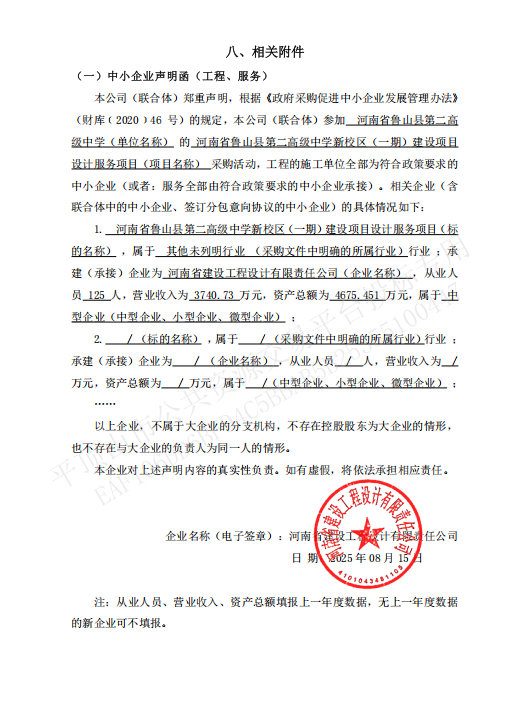 八、相关附件
（一）中小企业声明函（工程、服务）
本公司（联合体）郑重声明，根据《政府采购促进中小企业发展管理办法》
（财库﹝2020﹞46 号）的规定，本公司（联合体）参加 河南省鲁山县第二高
级中学（单位名称） 的 河南省鲁山县第二高级中学新校区（一期）建设项目
设计服务项目（项目名称） 采购活动，工程的施工单位全部为符合政策要求的
中小企业（或者：服务全部由符合政策要求的中小企业承接）。相关企业（含
联合体中的中小企业、签订分包意向协议的中小企业）的具体情况如下：
1. 河南省鲁山县第二高级中学新校区（一期）建设项目设计服务项目（标
的名称） ，属于 其他未列明行业 （采购文件中明确的所属行业）行业 ；承
建（承接）企业为 河南省建设工程设计有限责任公司（企业名称） ，从业人
员 125 人，营业收入为 3740.73 万元，资产总额为 4675.451 万元，属于 中
型企业（中型企业、小型企业、微型企业） ；
2. / （标的名称） ，属于 / （采购文件中明确的所属行业）行业 ；
承建（承接）企业为 / （企业名称） ，从业人员 / 人，营业收入为 /
万元，资产总额为 / 万元，属于 /（中型企业、小型企业、微型企业） ；
……
以上企业，不属于大企业的分支机构，不存在控股股东为大企业的情形，
也不存在与大企业的负责人为同一人的情形。
本企业对上述声明内容的真实性负责。如有虚假，将依法承担相应责任。
企业名称（电子签章）：河南省建设工程设计有限责任公司
日 期：2025 年 08 月 15 日
河南省建设工程设计有限责任公司
4101043481105
注：从业人员、营业收入、资产总额填报上一年度数据，无上一年度数据
的新企业可不填报。